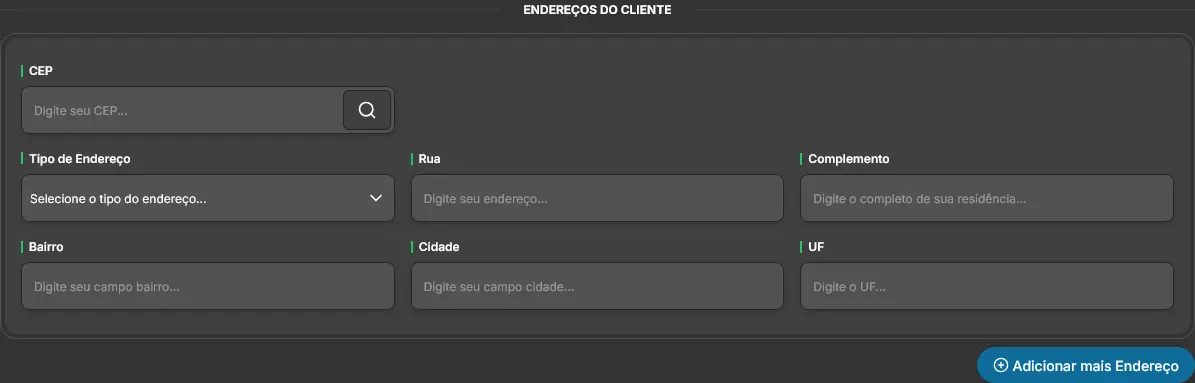 ENDEREÇOS DO CLIENTE
CEP
Digite seu CEP...
Tipo de Endereço
Rua
Complemento
Selecione o tipo do endereço...
Digite seu endereço...
Digite o completo de sua residência...
Bairro
Cidade
UF
Digite seu campo bairro...
Digite seu campo cidade...
Digite o UF...
Adicionar mais Endereço